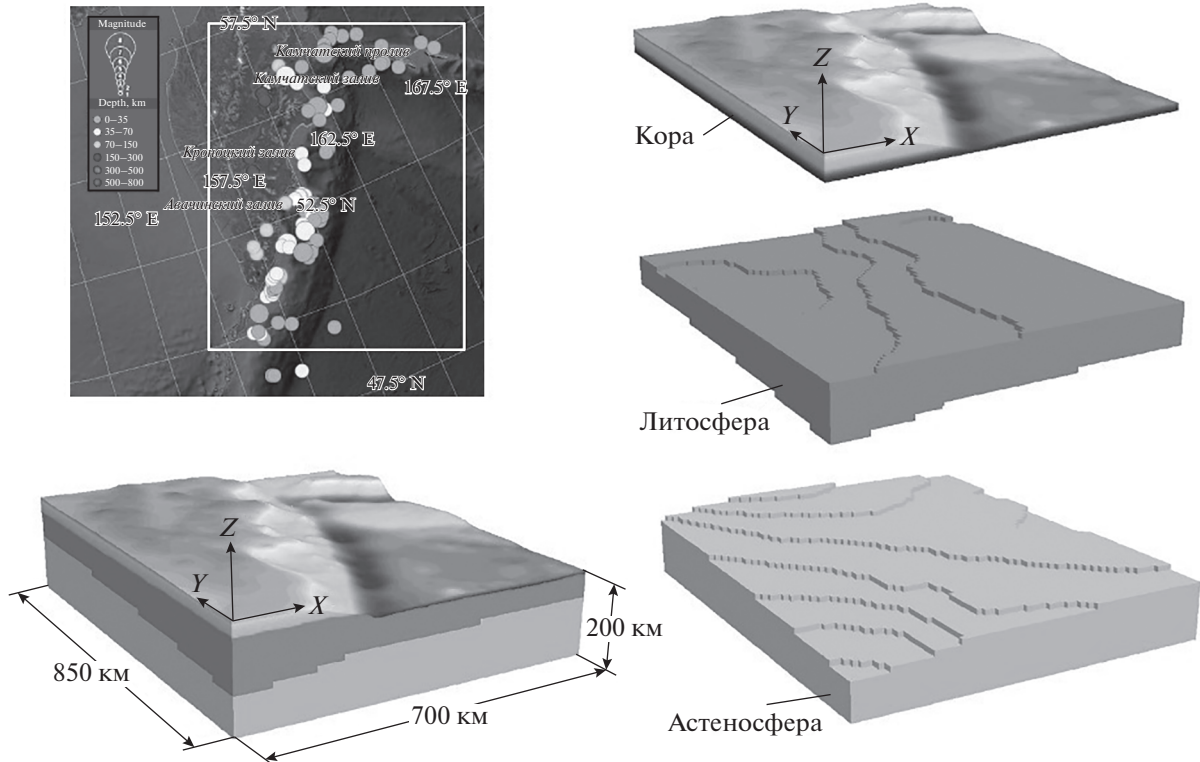 Magnitude
Depth, km
0–35
35–70
70–150
150–300
300–500
500–800
57.5° N
Камчатский пролив
Камчатский залив
167.5° E
162.5° E
Кроноцкий залив
157.5° E
Авачинский залив
52.5° N
152.5° E
47.5° N
Z
Y
X
Кора
Литосфера
Z
Y
X
200 км
850 км
700 км
Астеносфера